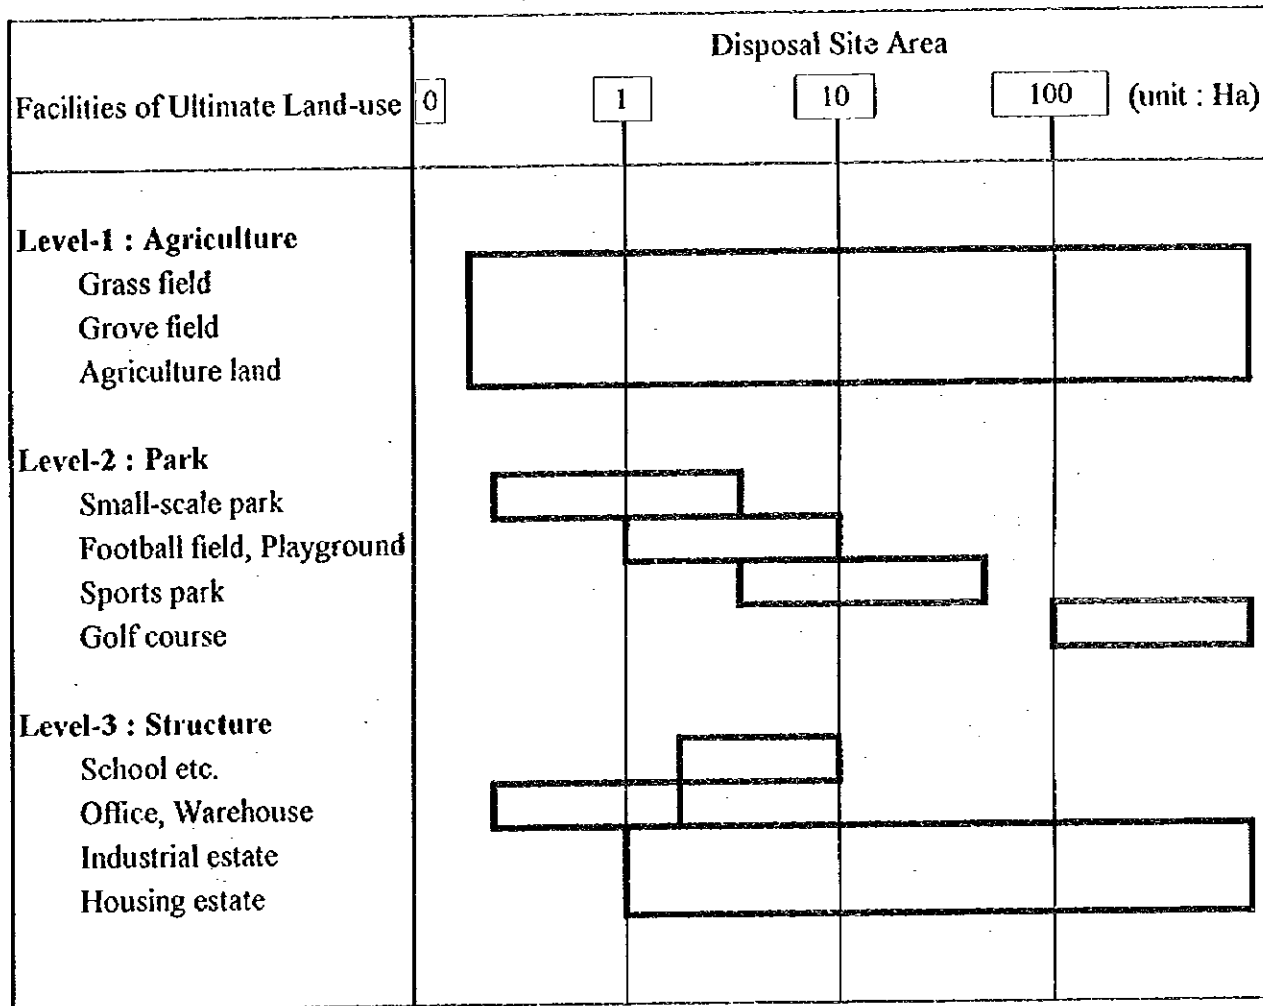 Disposal Site Area
Facilities of Ultimate Land-use 0 1 10 100 (unit : Ha)
Level-1 : Agriculture
Grass field
Grove field
Agriculture land
Level-2 : Park
Small-scale park
Football field, Playground
Sports park
Golf course
Level-3 : Structure
School etc.
Office, Warehouse
Industrial estate
Housing estate